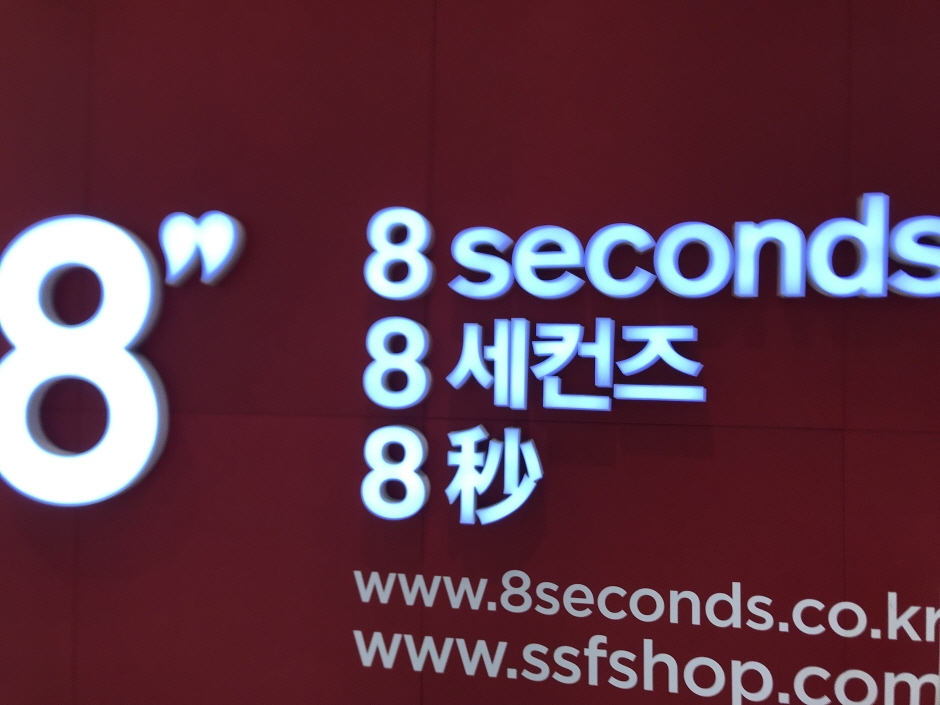 8”
8 seconds
8 세컨즈
8 秒
www.8seconds.co.kr
www.ssfshop.com